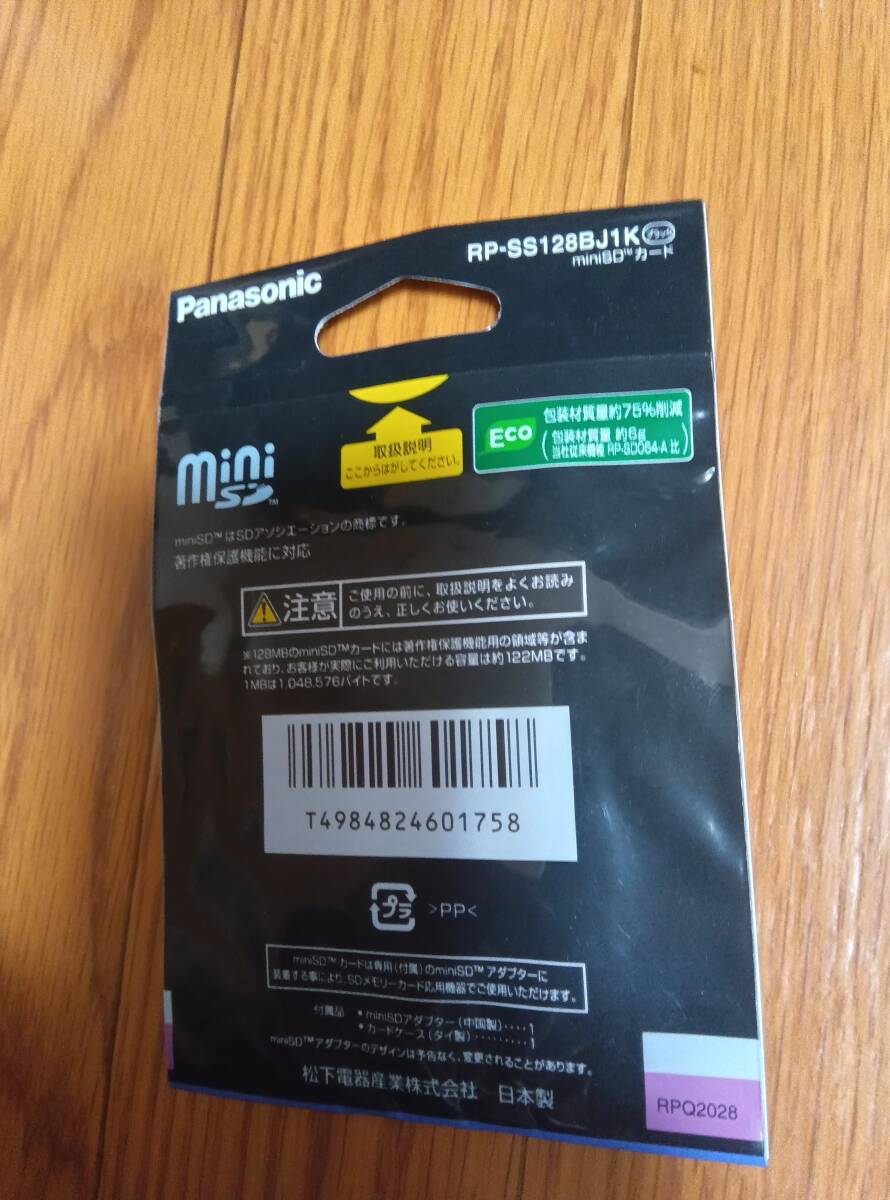 Panasonic
RP-SS128BJ1K ブラック
miniSD™カード
取扱説明
ここからはがしてください。
Eco
包装材質量約75%削減
(包装材質量 約6g
当社従来機種 RP-SD064-A 比)
mini
SD™
miniSD™はSDアソシエーションの商標です。
著作権保護機能に対応
注意
ご使用の前に、取扱説明をよくお読み
のうえ、正しくお使いください。
※128MBのminiSD™カードには著作権保護機能用の領域等が含ま
れており、お客様が実際にご利用いただける容量は約122MBです。
1MBは1,048,576バイトです。
T4984824601758
プラ >PP<
miniSD™カードは専用(付属)のminiSD™アダプターに
装着する事により、SDメモリーカード応用機器でご使用いただけます。
付属品 •miniSDアダプター(中国製)‥‥1
•カードケース(タイ製)‥‥‥‥‥1
miniSD™アダプターのデザインは予告なく、変更されることがあります。
松下電器産業株式会社 日本製
RPQ2028